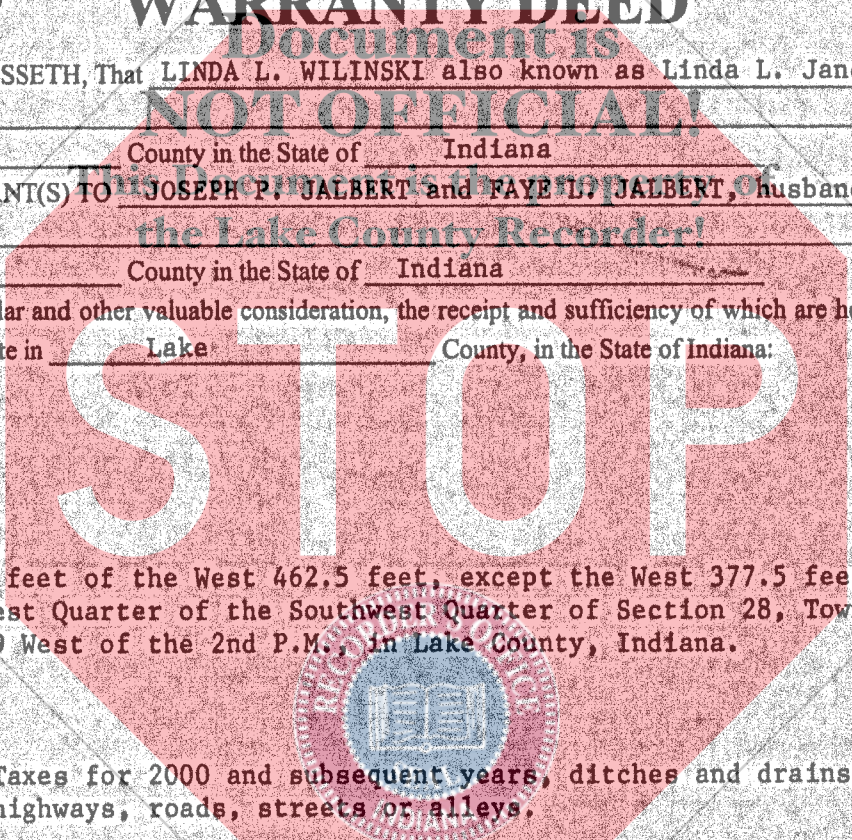 WARRANTY DEED
Document is
SSETH, That LINDA L. WILINSKI also known as Linda L. Jan
NOT OFFICIAL!
County in the State of Indiana
This Document is the property of
NT(S) TO JOSEPH P. JALBERT and FAYE L. JALBERT, husban
the Lake County Recorder!
County in the State of Indiana
lar and other valuable consideration, the receipt and sufficiency of which are h
te in Lake County, in the State of Indiana:
STOP
feet of the West 462.5 feet, except the West 377.5 fee
est Quarter of the Southwest Quarter of Section 28, Tow
9 West of the 2nd P.M., in Lake County, Indiana.
RECORDER'S OFFICE
Taxes for 2000 and subsequent years, ditches and drains
highways, roads, streets or alleys.
INDIANA